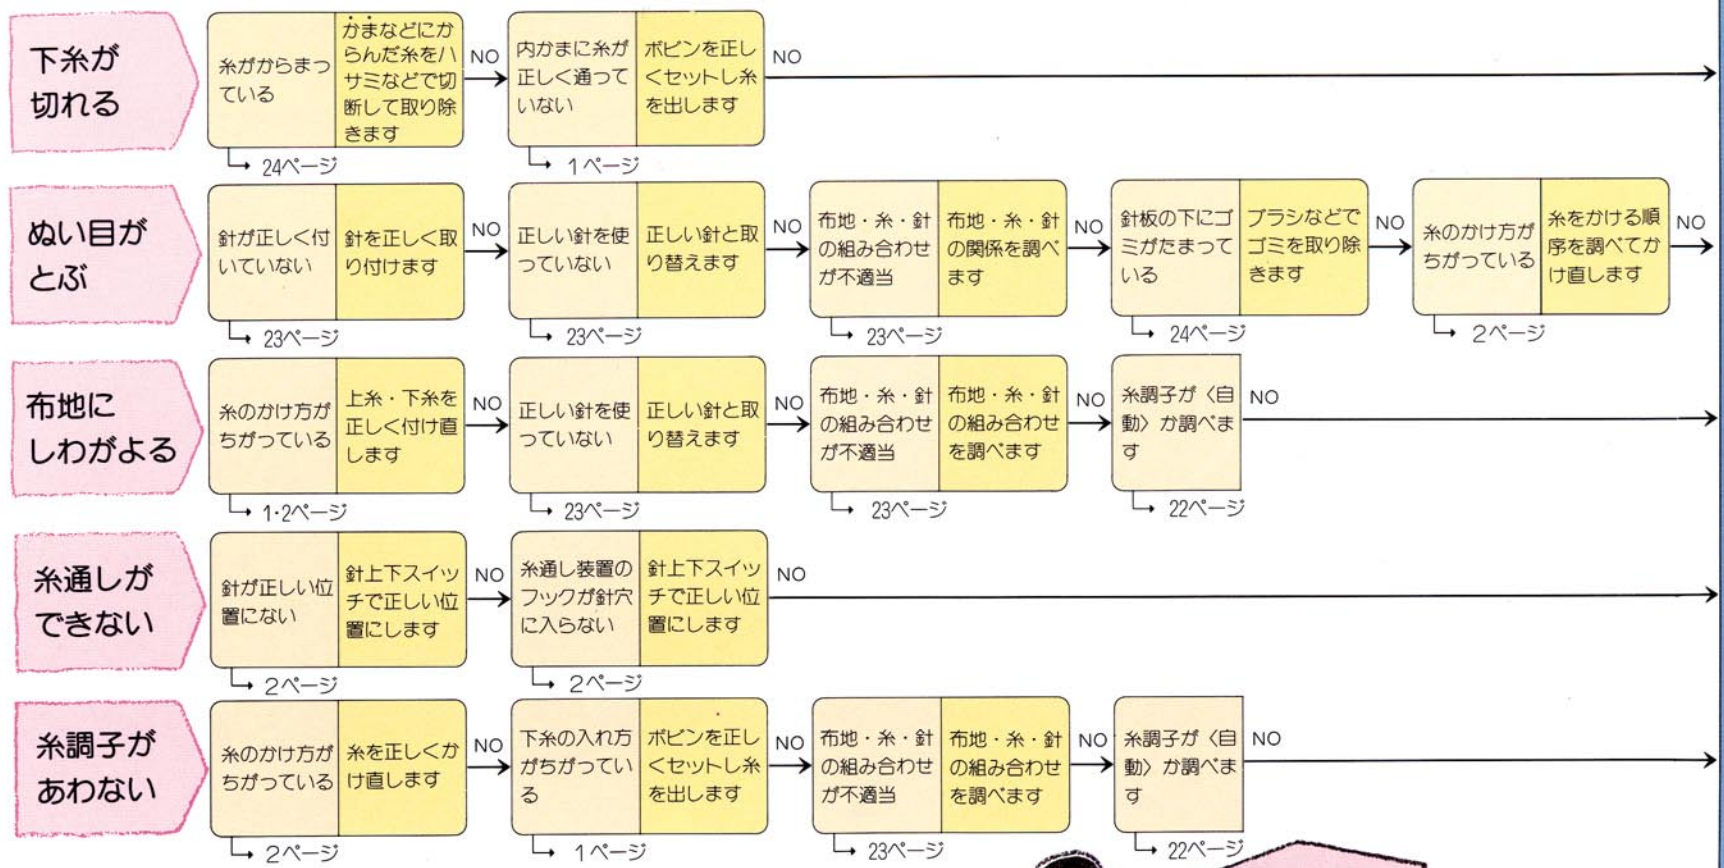 下糸が
切れる
糸がからまっ
ている
かまなどにか
らんだ糸をハ
サミなどで切
断して取り除
きます
NO
内かまに糸が
正しく通って
いない
ボビンを正し
くセットし糸
を出します
NO
24ページ
1ページ
ぬい目が
とぶ
針が正しく付
いていない
針を正しく取
り付けます
NO
正しい針を使
っていない
正しい針と取
り替えます
NO
布地・糸・針
の組み合わせ
が不適当
布地・糸・針
の関係を調べ
ます
NO
針板の下にゴ
ミがたまって
いる
ブラシなどで
ゴミを取り除
きます
NO
糸のかけ方が
ちがっている
糸をかける順
序を調べてか
け直します
NO
23ページ
23ページ
23ページ
24ページ
2ページ
布地に
しわがよる
糸のかけ方が
ちがっている
上糸・下糸を
正しく付け直
します
NO
正しい針を使
っていない
正しい針と取
り替えます
NO
布地・糸・針
の組み合わせ
が不適当
布地・糸・針
の組み合わせ
を調べます
NO
糸調子が〈自
動〉か調べま
す
NO
1・2ページ
23ページ
23ページ
22ページ
糸通しが
できない
針が正しい位
置にない
針上下スイッ
チで正しい位
置にします
NO
糸通し装置の
フックが針穴
に入らない
針上下スイッ
チで正しい位
置にします
NO
2ページ
2ページ
糸調子が
あわない
糸のかけ方が
ちがっている
糸を正しくか
け直します
NO
下糸の入れ方
がちがってい
る
ボビンを正し
くセットし糸
を出します
NO
布地・糸・針
の組み合わせ
が不適当
布地・糸・針
の組み合わせ
を調べます
NO
糸調子が〈自
動〉か調べま
す
NO
2ページ
1ページ
23ページ
22ページ